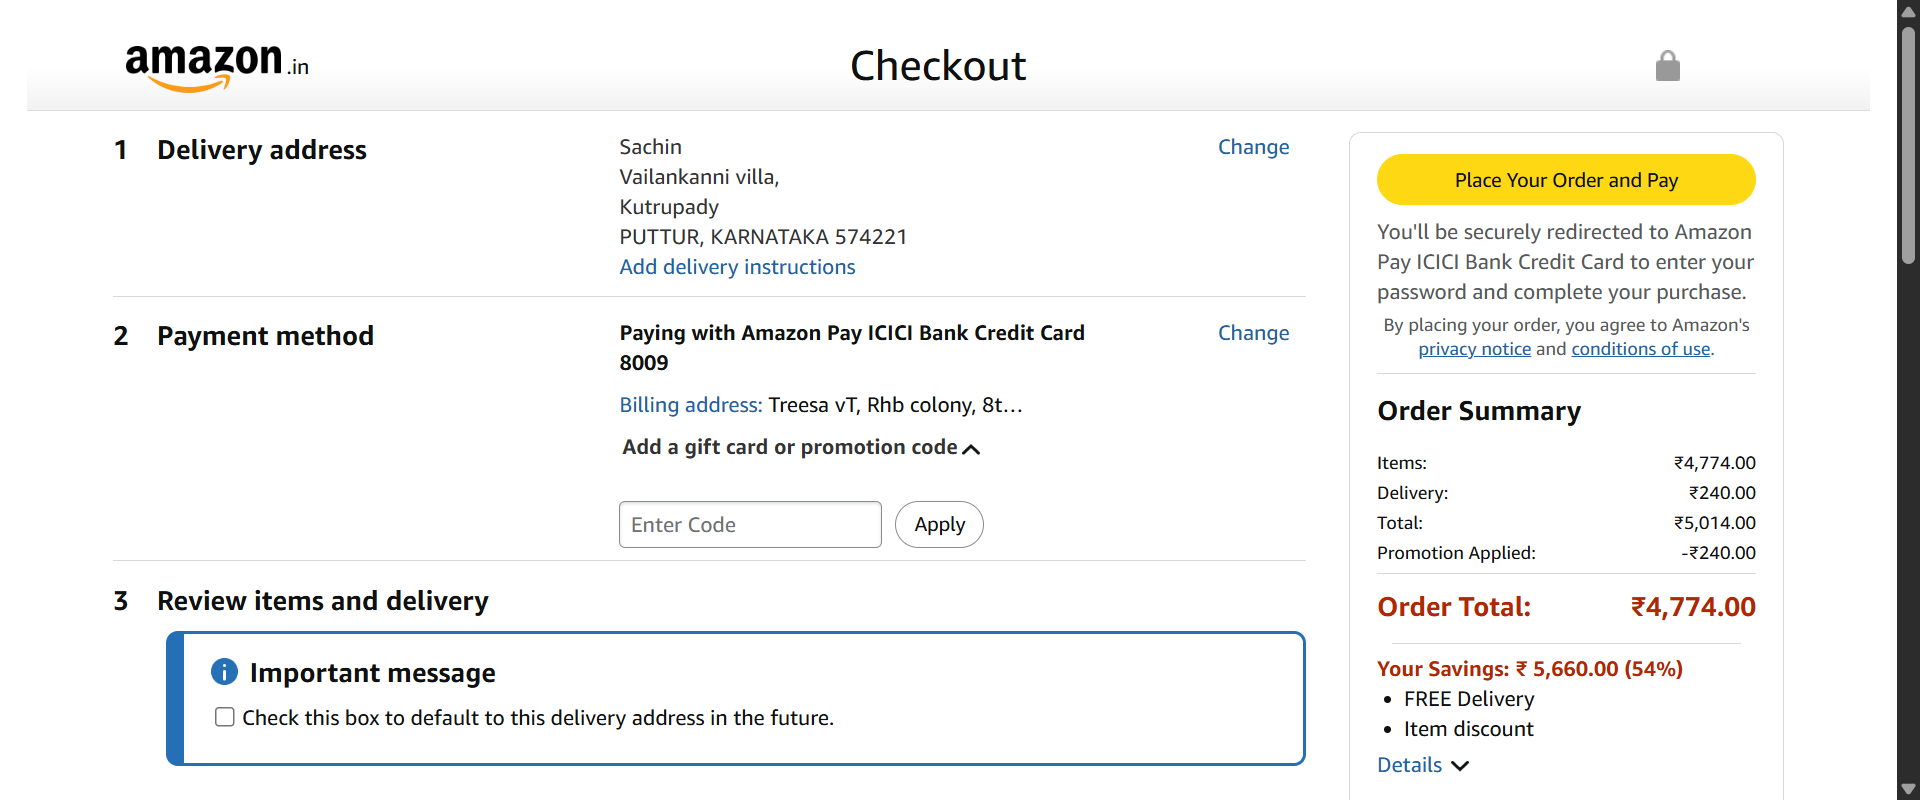 amazon.in
Checkout
1 Delivery address
Sachin
Vailankanni villa,
Kutrupady
PUTTUR, KARNATAKA 574221
Add delivery instructions
Change
2 Payment method
Paying with Amazon Pay ICICI Bank Credit Card
8009
Change
Billing address: Treesa vT, Rhb colony, 8t...
Add a gift card or promotion code
Enter Code
Apply
3 Review items and delivery
Important message
Check this box to default to this delivery address in the future.
Place Your Order and Pay
You'll be securely redirected to Amazon
Pay ICICI Bank Credit Card to enter your
password and complete your purchase.
By placing your order, you agree to Amazon's
privacy notice and conditions of use.
Order Summary
Items: ₹4,774.00
Delivery: ₹240.00
Total: ₹5,014.00
Promotion Applied: -₹240.00
Order Total: ₹4,774.00
Your Savings: ₹ 5,660.00 (54%)
• FREE Delivery
• Item discount
Details